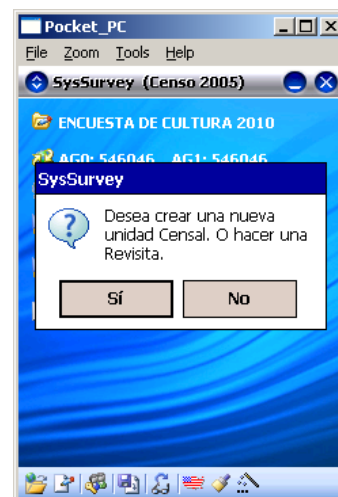 Pocket_PC
File Zoom Tools Help
SysSurvey (Censo 2005)
ENCUESTA DE CULTURA 2010
AG0: 546046 AG1: 546046
SysSurvey
Desea crear una nueva
unidad Censal. O hacer una
Revisita.
Sí No